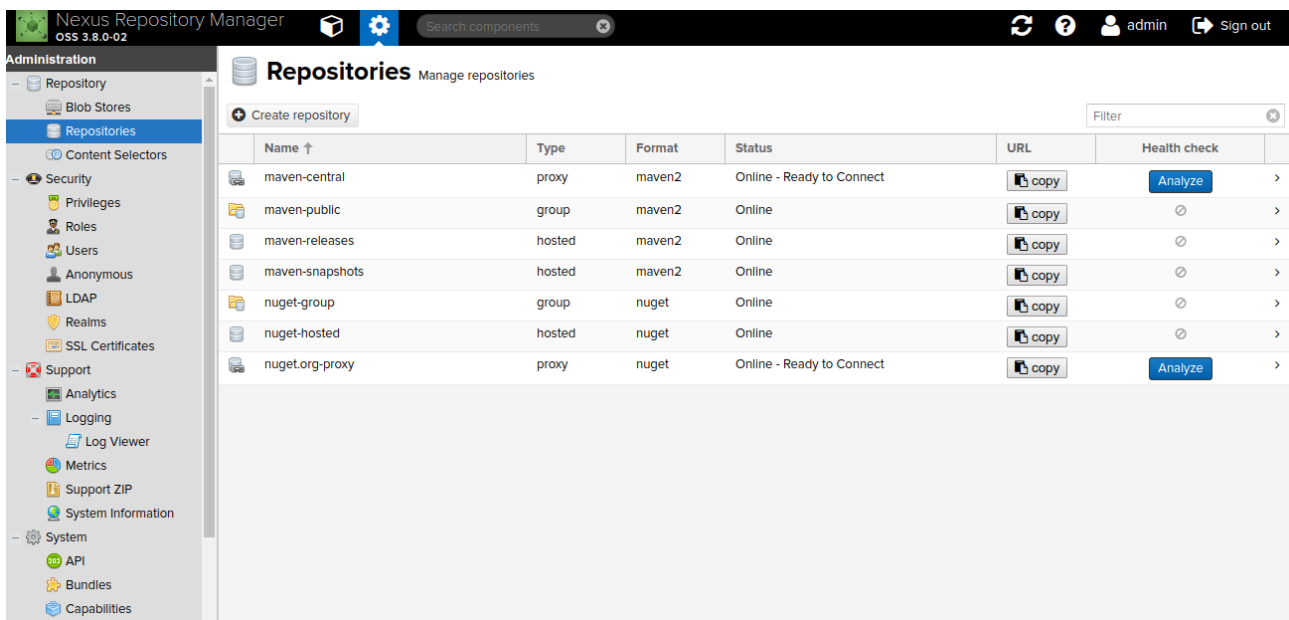 Nexus Repository Manager
OSS 3.8.0-02
Search components
admin
Sign out
Administration
Repository
Blob Stores
Repositories
Content Selectors
Security
Privileges
Roles
Users
Anonymous
LDAP
Realms
SSL Certificates
Support
Analytics
Logging
Log Viewer
Metrics
Support ZIP
System Information
System
API
Bundles
Capabilities
Repositories Manage repositories
Create repository
Filter
Name Type Format Status URL Health check
maven-central proxy maven2 Online - Ready to Connect copy Analyze
maven-public group maven2 Online copy
maven-releases hosted maven2 Online copy
maven-snapshots hosted maven2 Online copy
nuget-group group nuget Online copy
nuget-hosted hosted nuget Online copy
nuget.org-proxy proxy nuget Online - Ready to Connect copy Analyze